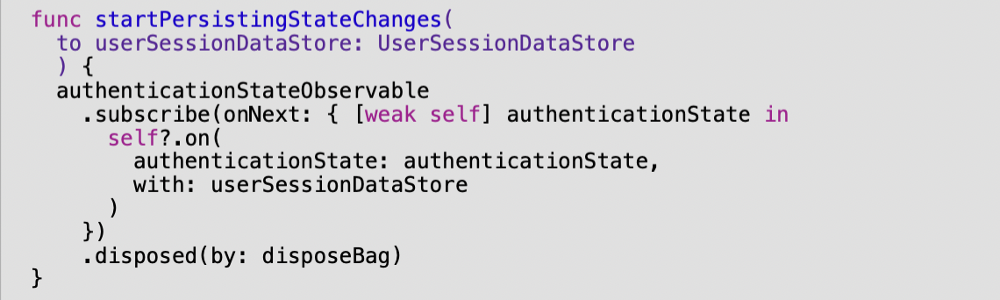 func startPersistingStateChanges(
to userSessionDataStore: UserSessionDataStore
) {
authenticationStateObservable
.subscribe(onNext: { [weak self] authenticationState in
self?.on(
authenticationState: authenticationState,
with: userSessionDataStore
)
})
.disposed(by: disposeBag)
}